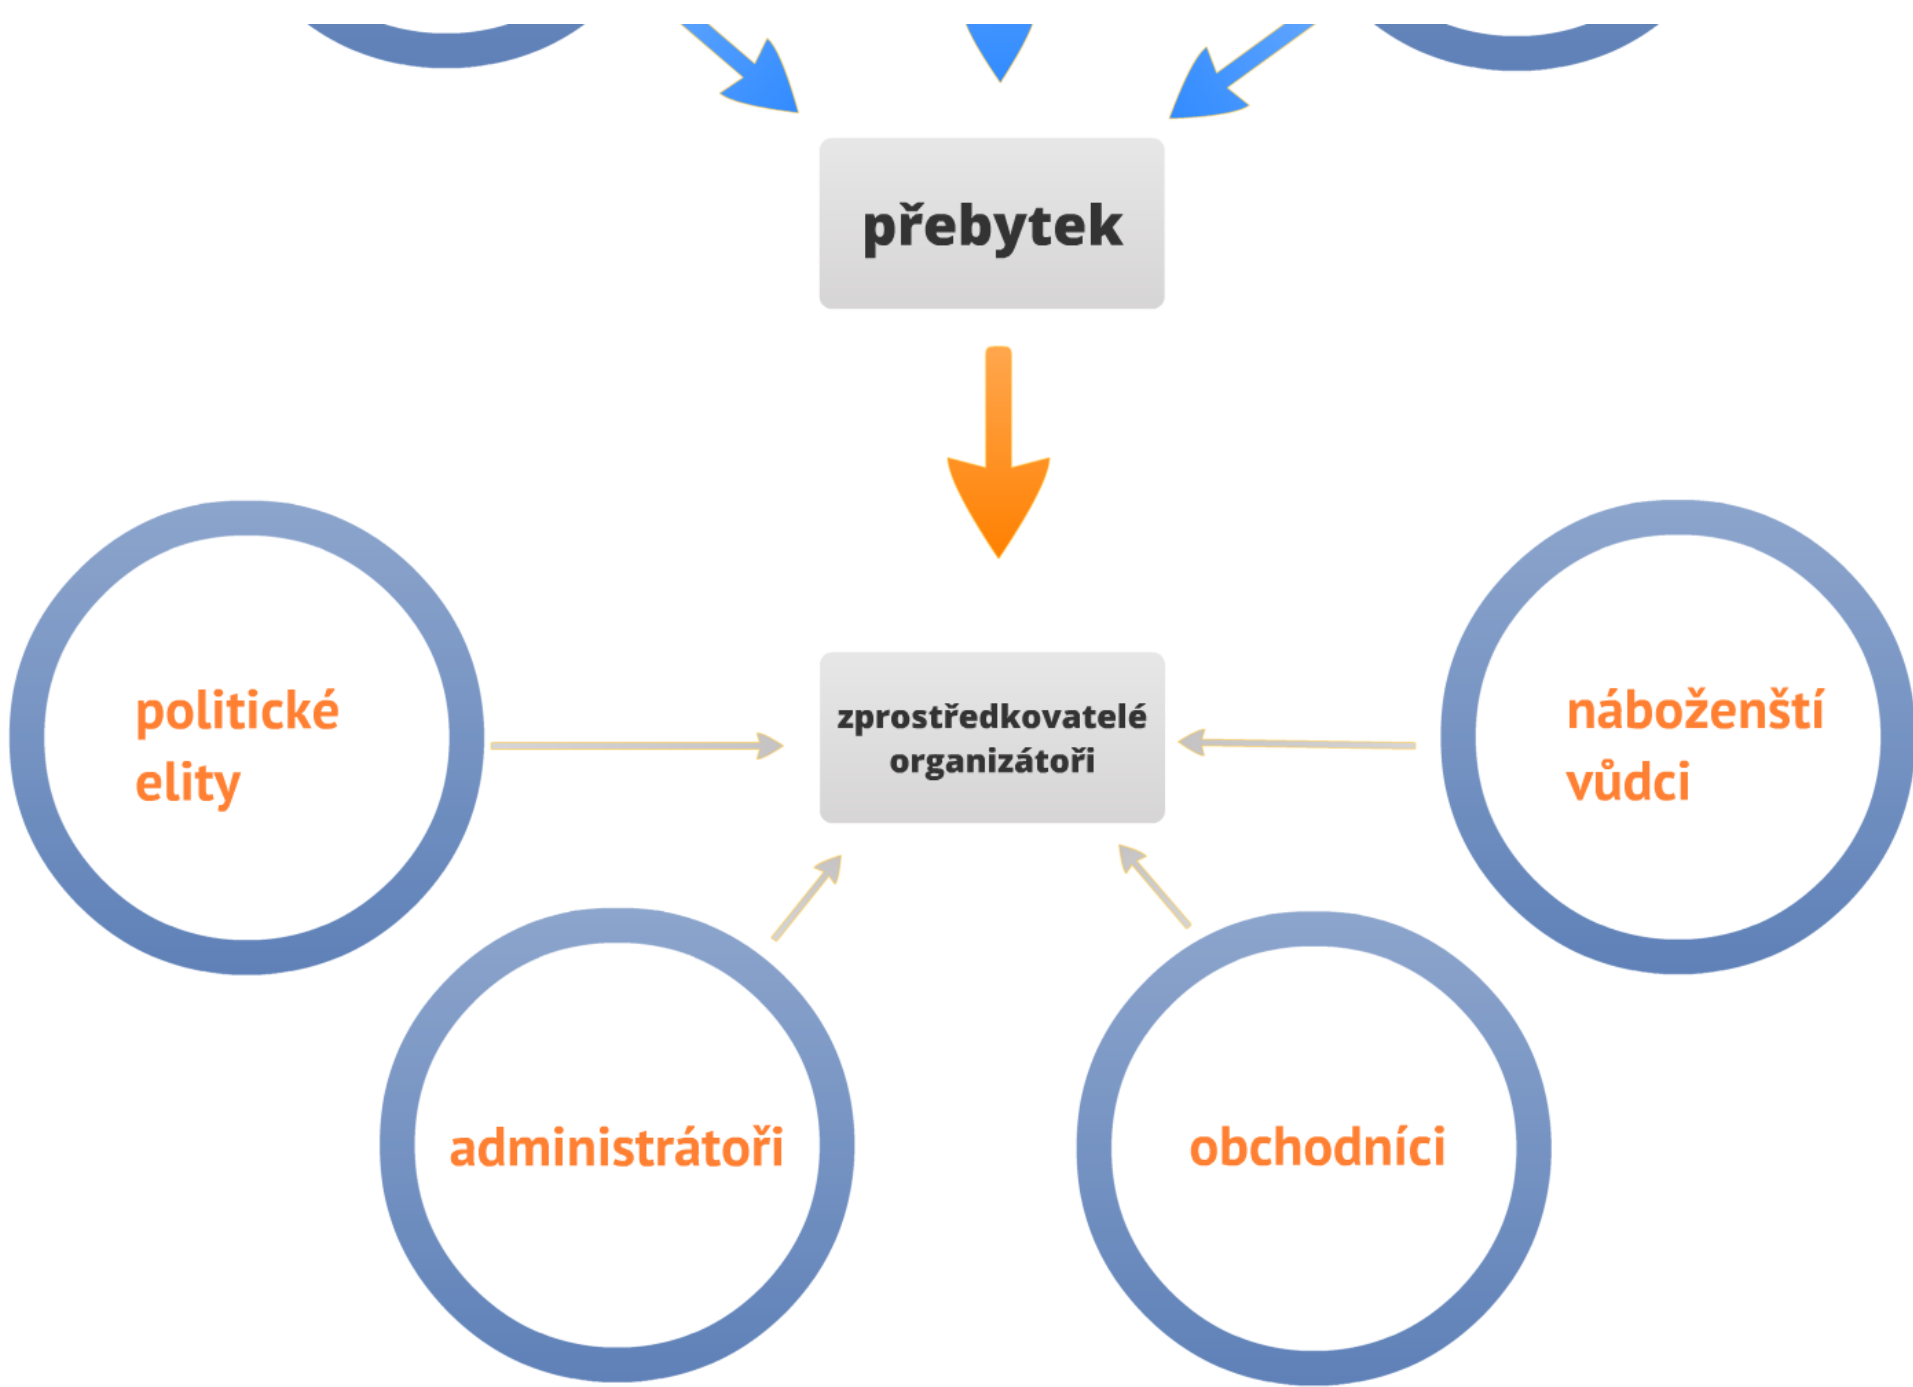 přebytek
zprostředkovatelé
organizátoři
politické
elity
náboženští
vůdci
administrátoři
obchodníci